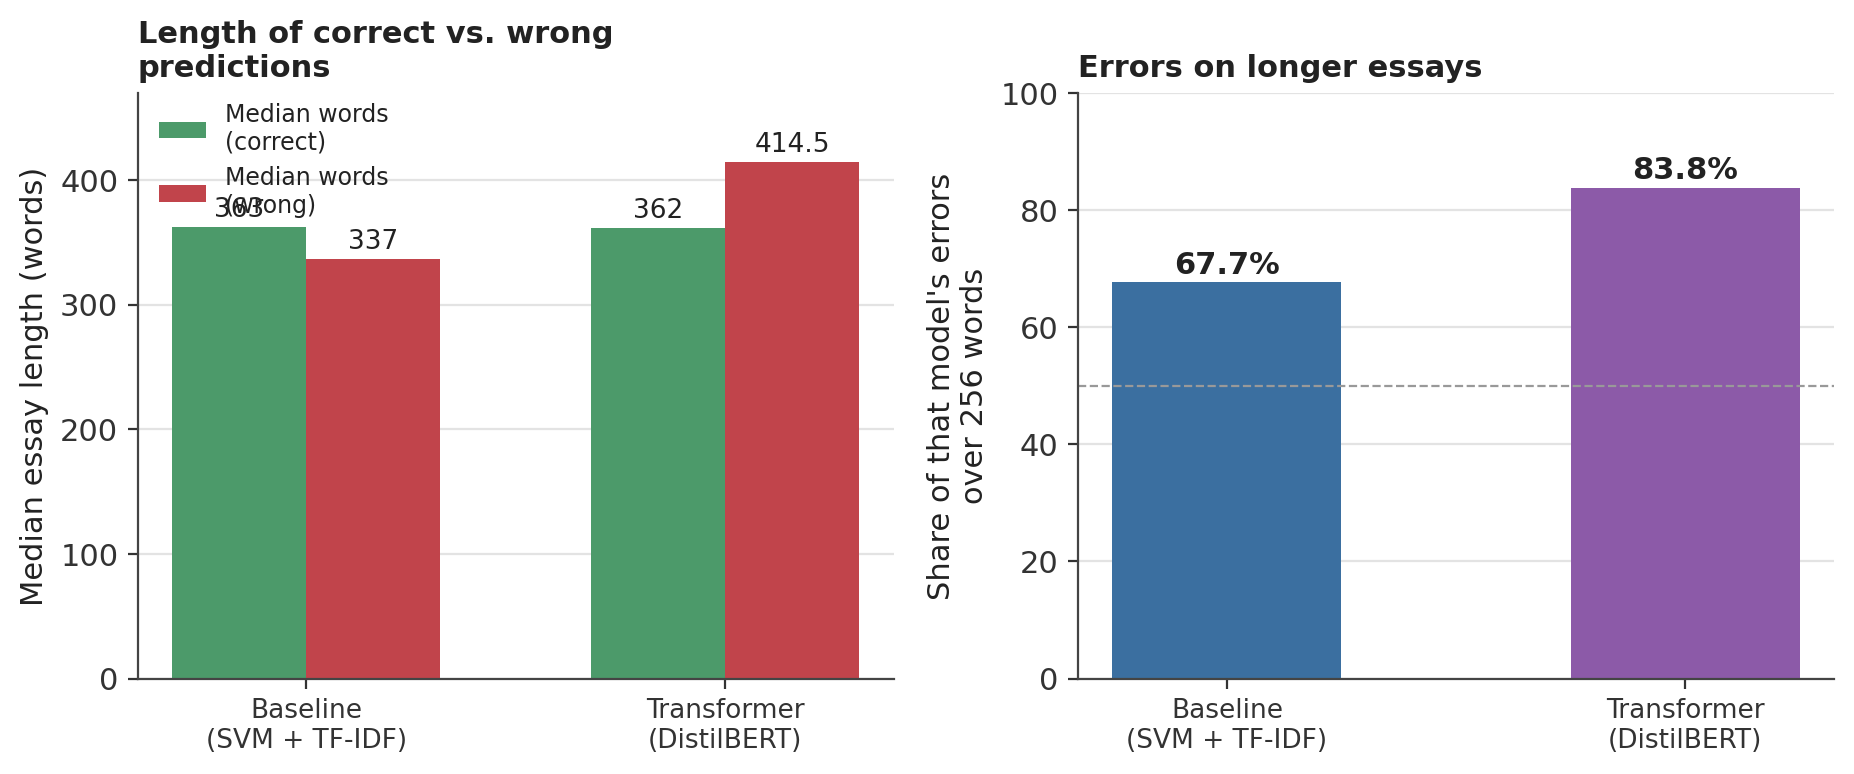 Length of correct vs. wrong
predictions
Median words
(correct)
Median words
(wrong)
Median essay length (words)
400
300
200
100
0
363
337
362
414.5
Baseline
(SVM + TF-IDF)
Transformer
(DistilBERT)
Errors on longer essays
Share of that model's errors
over 256 words
100
80
60
40
20
0
67.7%
83.8%
Baseline
(SVM + TF-IDF)
Transformer
(DistilBERT)